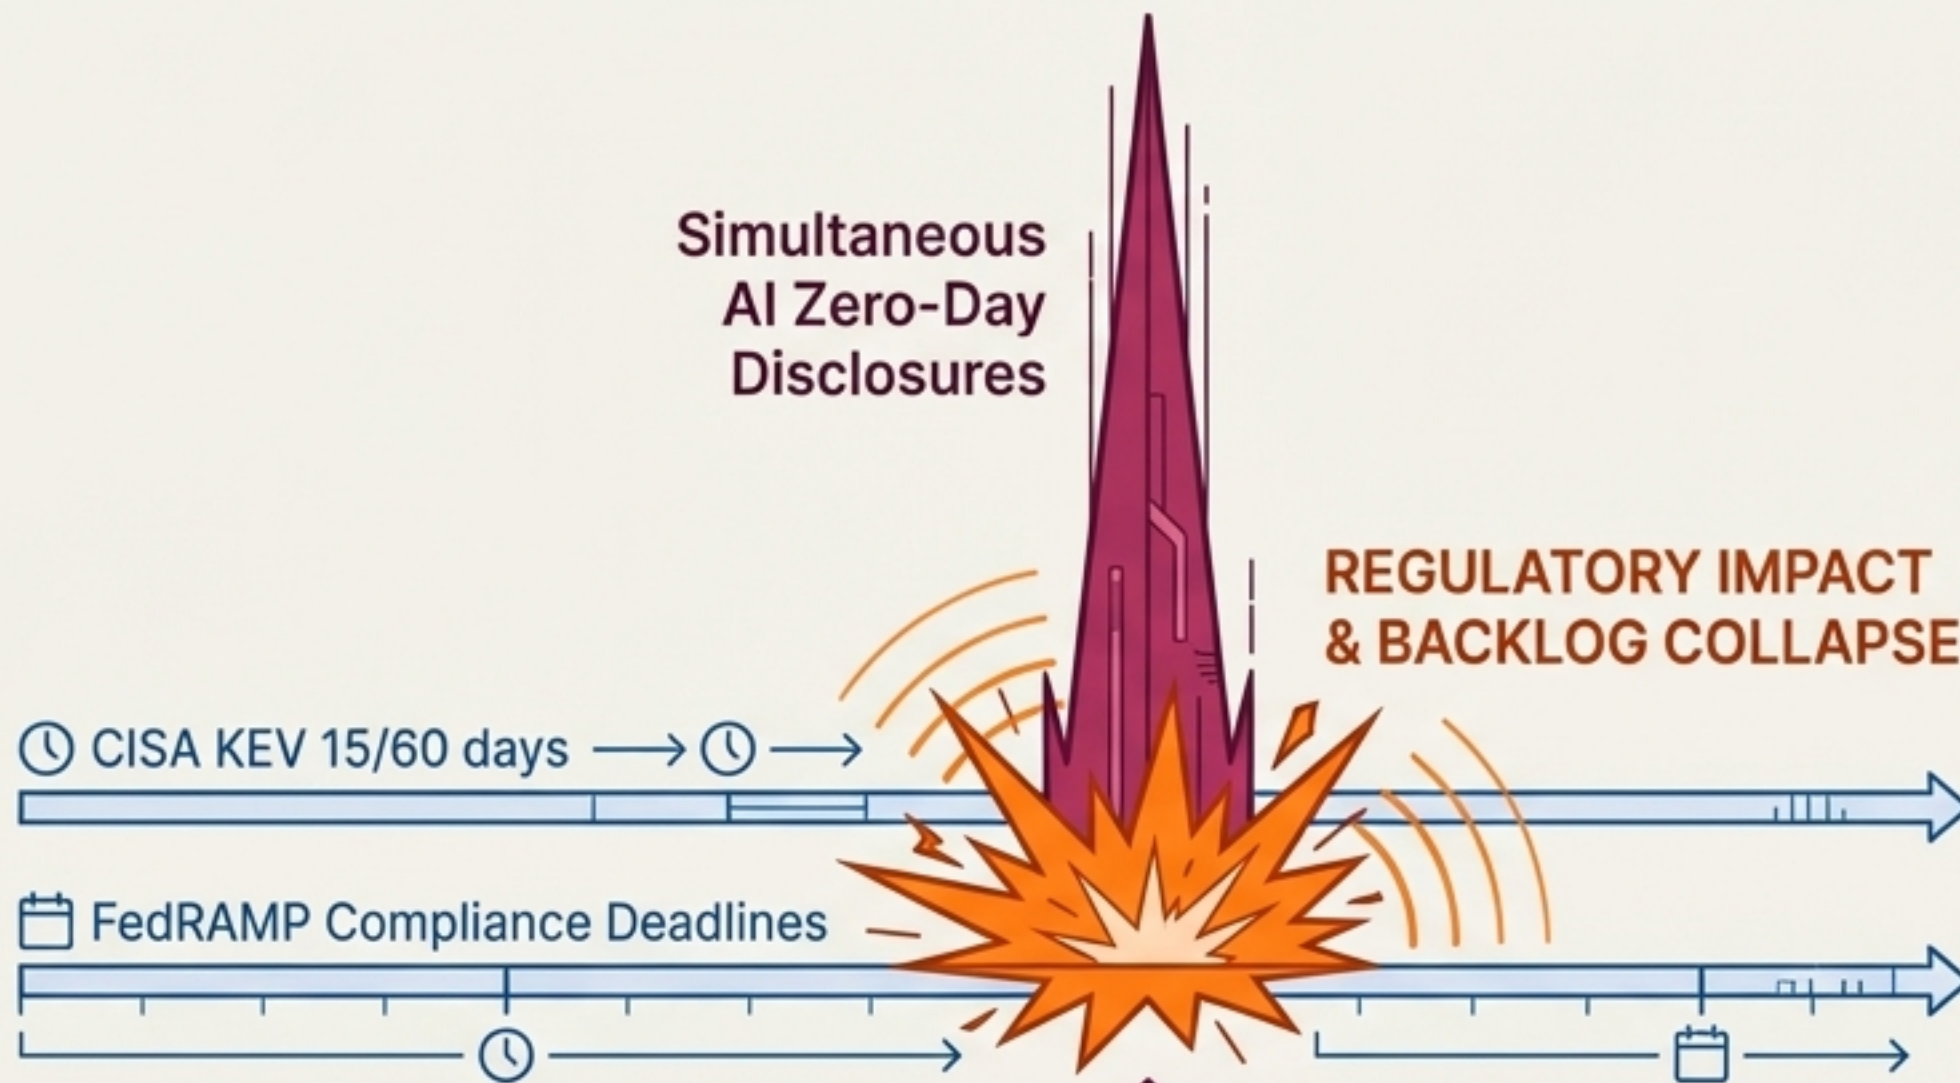 Simultaneous
AI Zero-Day
Disclosures
REGULATORY IMPACT
& BACKLOG COLLAPSE
CISA KEV 15/60 days
FedRAMP Compliance Deadlines